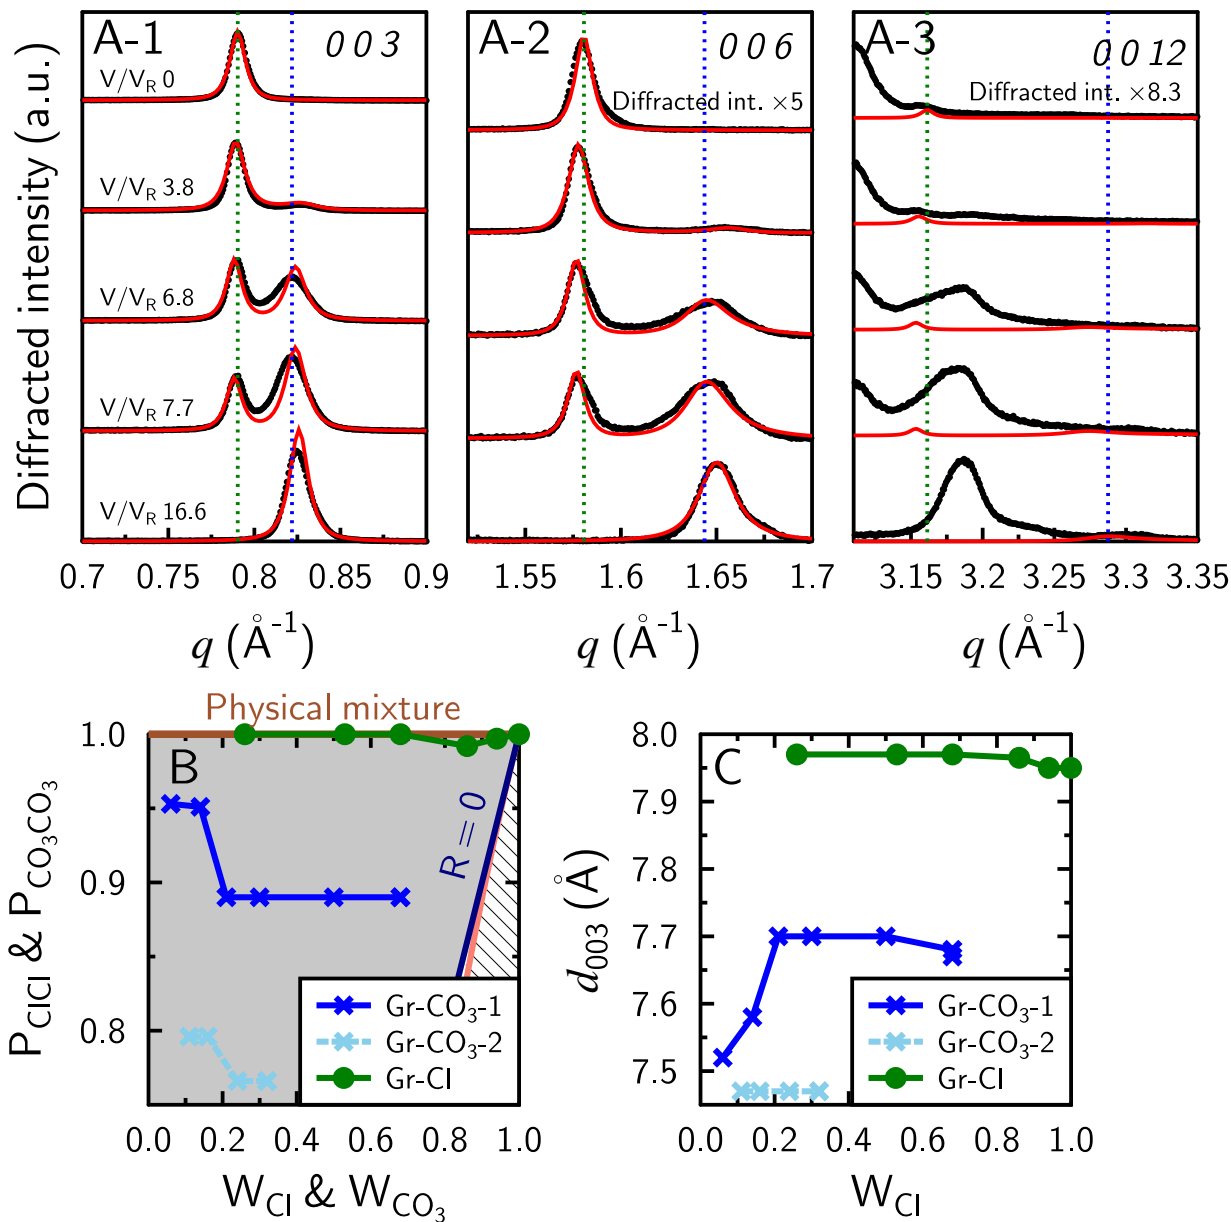 A-1
0 0 3
V/V_R 0
V/V_R 3.8
V/V_R 6.8
V/V_R 7.7
V/V_R 16.6
Diffracted intensity (a.u.)
0.7 0.75 0.8 0.85 0.9
q (Å-1)
A-2
0 0 6
Diffracted int. ×5
1.55 1.6 1.65 1.7
q (Å-1)
A-3
0 0 12
Diffracted int. ×8.3
3.15 3.2 3.25 3.3 3.35
q (Å-1)
Physical mixture
B
R = 0
1.0
0.9
0.8
P_ClCl & P_CO3CO3
Gr-CO3-1
Gr-CO3-2
Gr-Cl
0.0 0.2 0.4 0.6 0.8 1.0
W_Cl & W_CO3
C
8.0
7.9
7.8
7.7
7.6
7.5
d003 (Å)
Gr-CO3-1
Gr-CO3-2
Gr-Cl
0.0 0.2 0.4 0.6 0.8 1.0
W_Cl